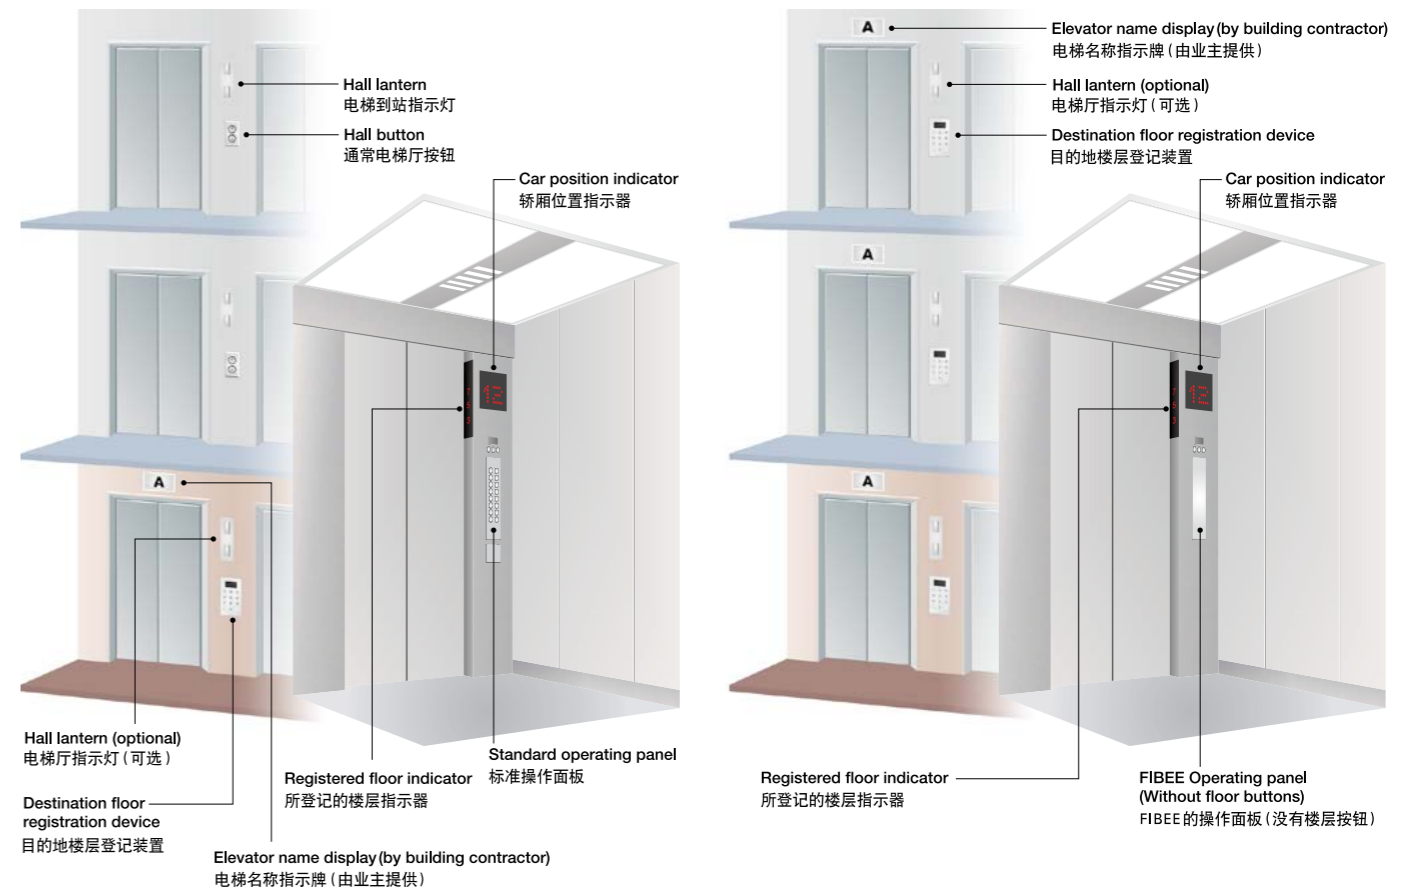 Hall lantern
电梯到站指示灯
Hall button
通常电梯厅按钮
Car position indicator
轿厢位置指示器
12
A
Hall lantern (optional)
电梯厅指示灯(可选)
Destination floor
registration device
目的地楼层登记装置
Registered floor indicator
所登记的楼层指示器
Standard operating panel
标准操作面板
Elevator name display(by building contractor)
电梯名称指示牌(由业主提供)
A
Elevator name display(by building contractor)
电梯名称指示牌(由业主提供)
Hall lantern (optional)
电梯厅指示灯(可选)
Destination floor registration device
目的地楼层登记装置
Car position indicator
轿厢位置指示器
A
12
A
Registered floor indicator
所登记的楼层指示器
FIBEE Operating panel
(Without floor buttons)
FIBEE的操作面板(没有楼层按钮)